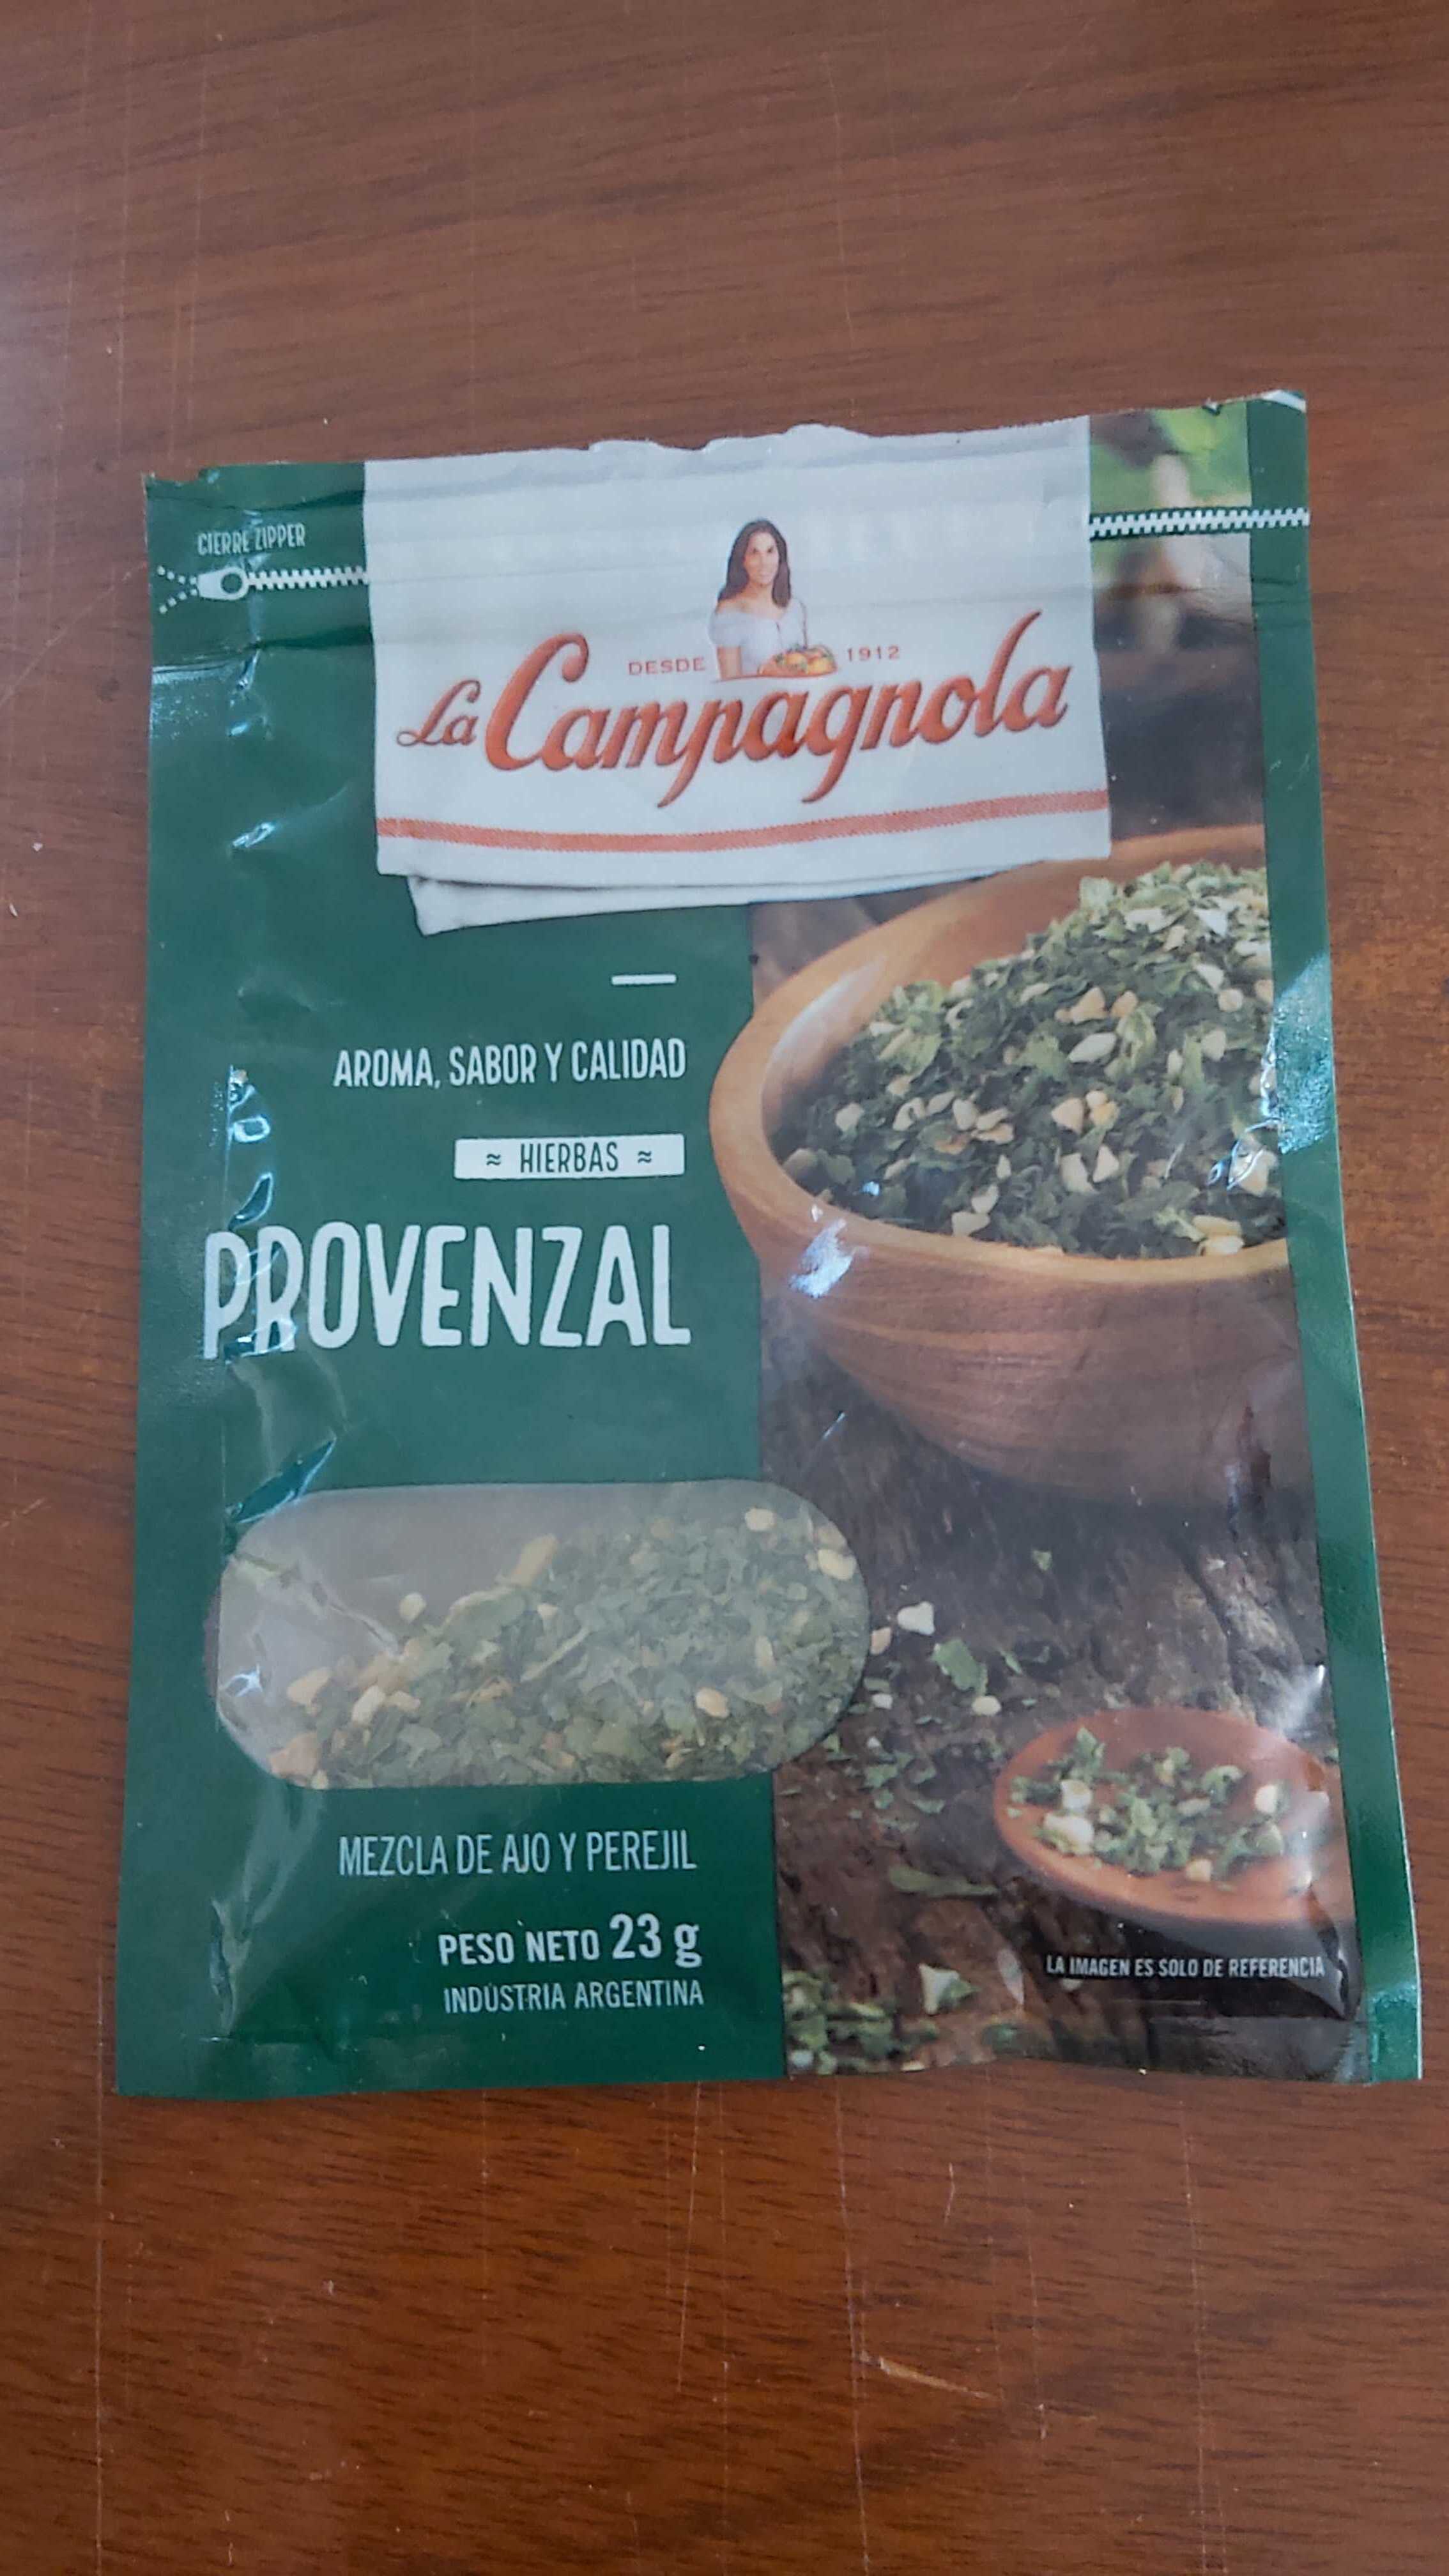 CIERRE ZIPPER
DESDE 1912
La Campagnola
AROMA, SABOR Y CALIDAD
≈ HIERBAS ≈
PROVENZAL
MEZCLA DE AJO Y PEREJIL
PESO NETO 23 g
INDUSTRIA ARGENTINA
LA IMAGEN ES SOLO DE REFERENCIA